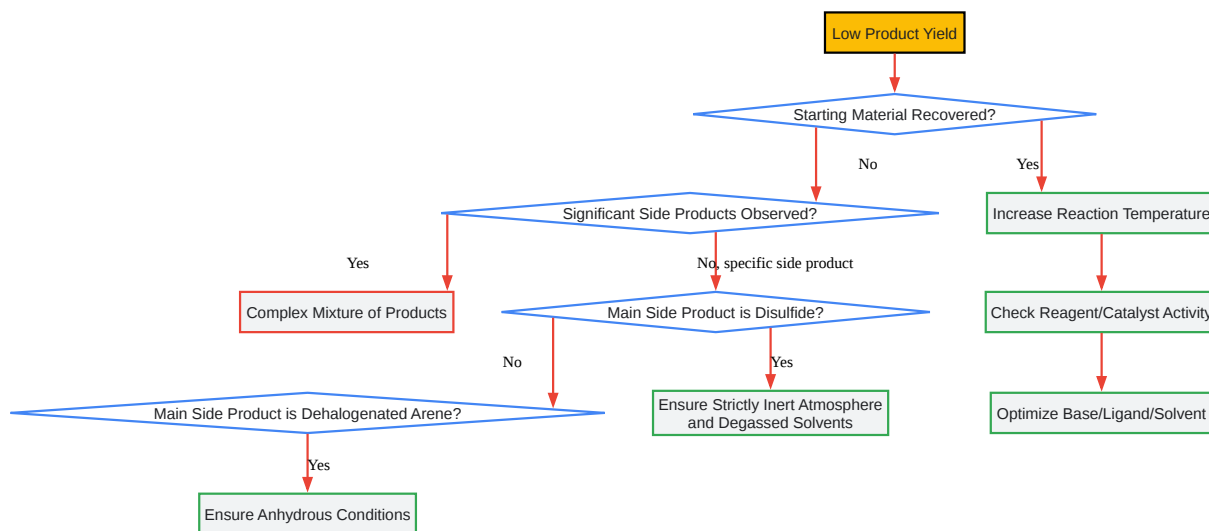 Low Product Yield
Starting Material Recovered?
No
Yes
Significant Side Products Observed?
Increase Reaction Temperature
Yes
No, specific side product
Complex Mixture of Products
Main Side Product is Disulfide?
Check Reagent/Catalyst Activity
No
Yes
Main Side Product is Dehalogenated Arene?
Ensure Strictly Inert Atmosphere
and Degassed Solvents
Optimize Base/Ligand/Solvent
Yes
Ensure Anhydrous Conditions